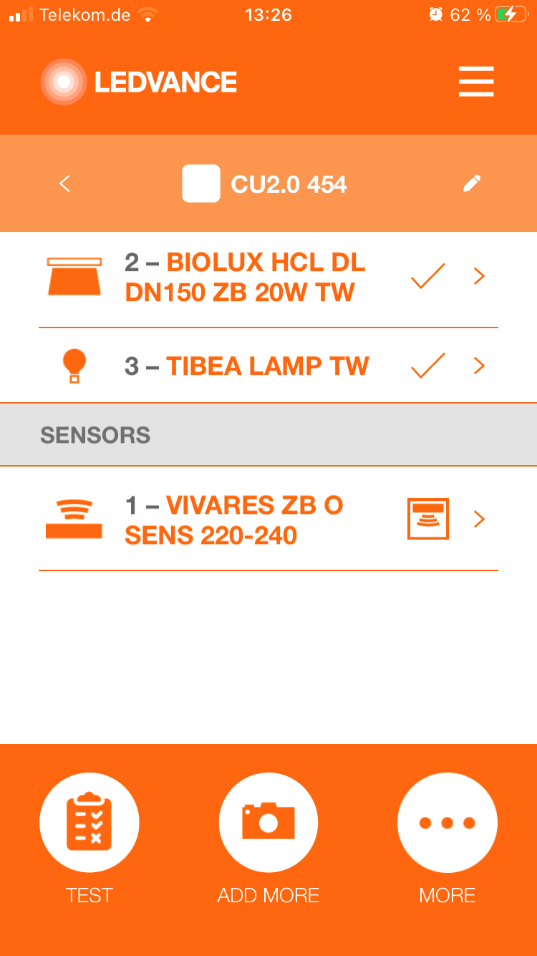 Telekom.de 13:26 62 %
LEDVANCE
CU2.0 454
2 – BIOLUX HCL DL
DN150 ZB 20W TW
3 – TIBEA LAMP TW
SENSORS
1 – VIVARES ZB O
SENS 220-240
TEST ADD MORE MORE